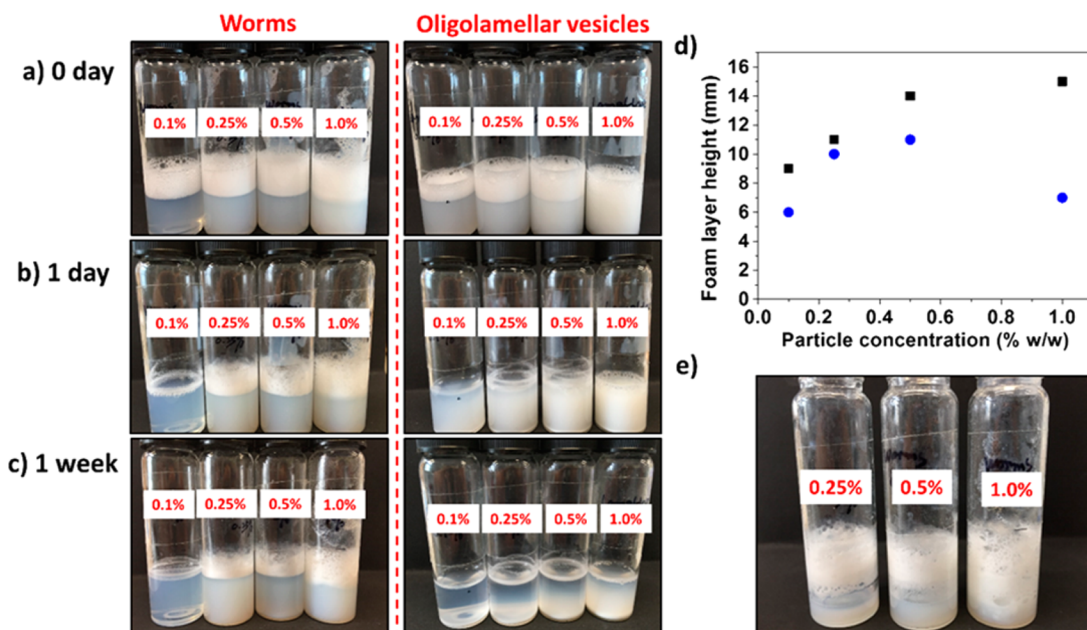 Worms
Oligolamellar vesicles
a) 0 day
0.1% 0.25% 0.5% 1.0%
0.1% 0.25% 0.5% 1.0%
b) 1 day
0.1% 0.25% 0.5% 1.0%
0.1% 0.25% 0.5% 1.0%
c) 1 week
0.1% 0.25% 0.5% 1.0%
0.1% 0.25% 0.5% 1.0%
d)
Foam layer height (mm)
16
14
12
10
8
6
4
2
0
0.0 0.2 0.4 0.6 0.8 1.0
Particle concentration (% w/w)
e)
0.25% 0.5% 1.0%